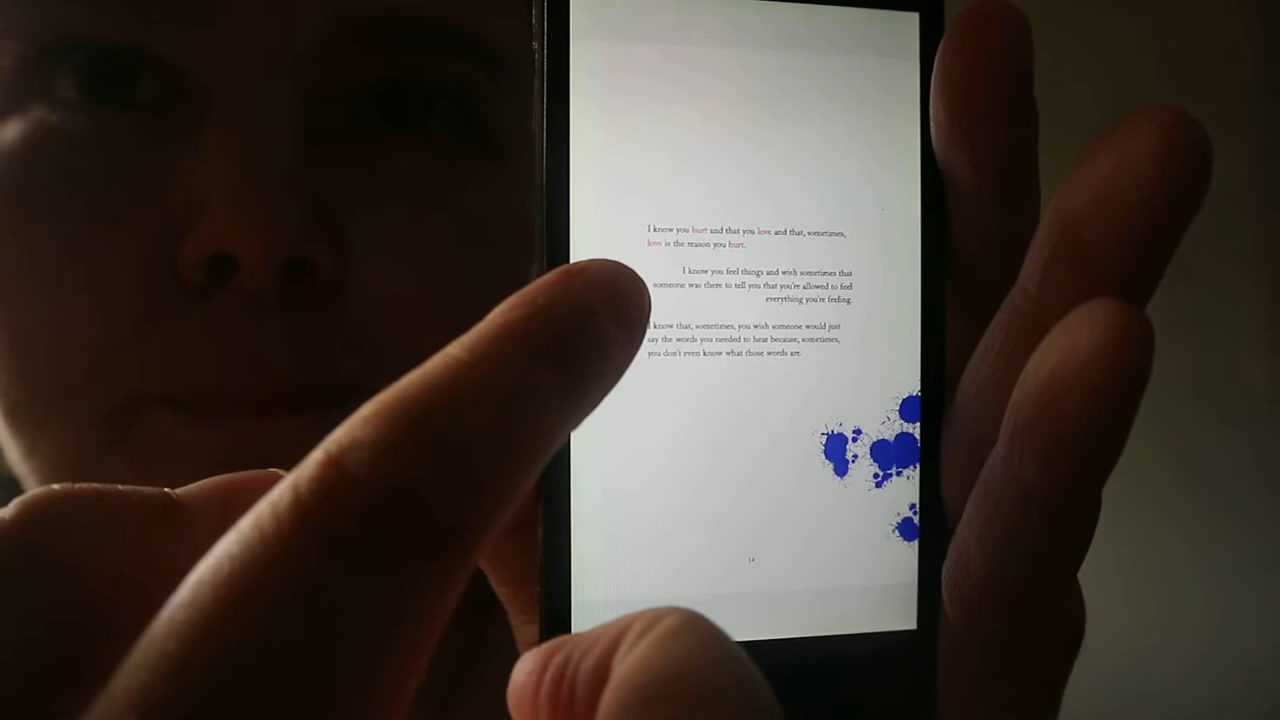 I know you hurt and that you love and that, sometimes,
love is the reason you hurt.
I know you feel things and wish sometimes that
someone was there to tell you that you're allowed to feel
everything you're feeling.
I know that, sometimes, you wish someone would just
say the words you needed to hear because, sometimes,
you don't even know what those words are.
14